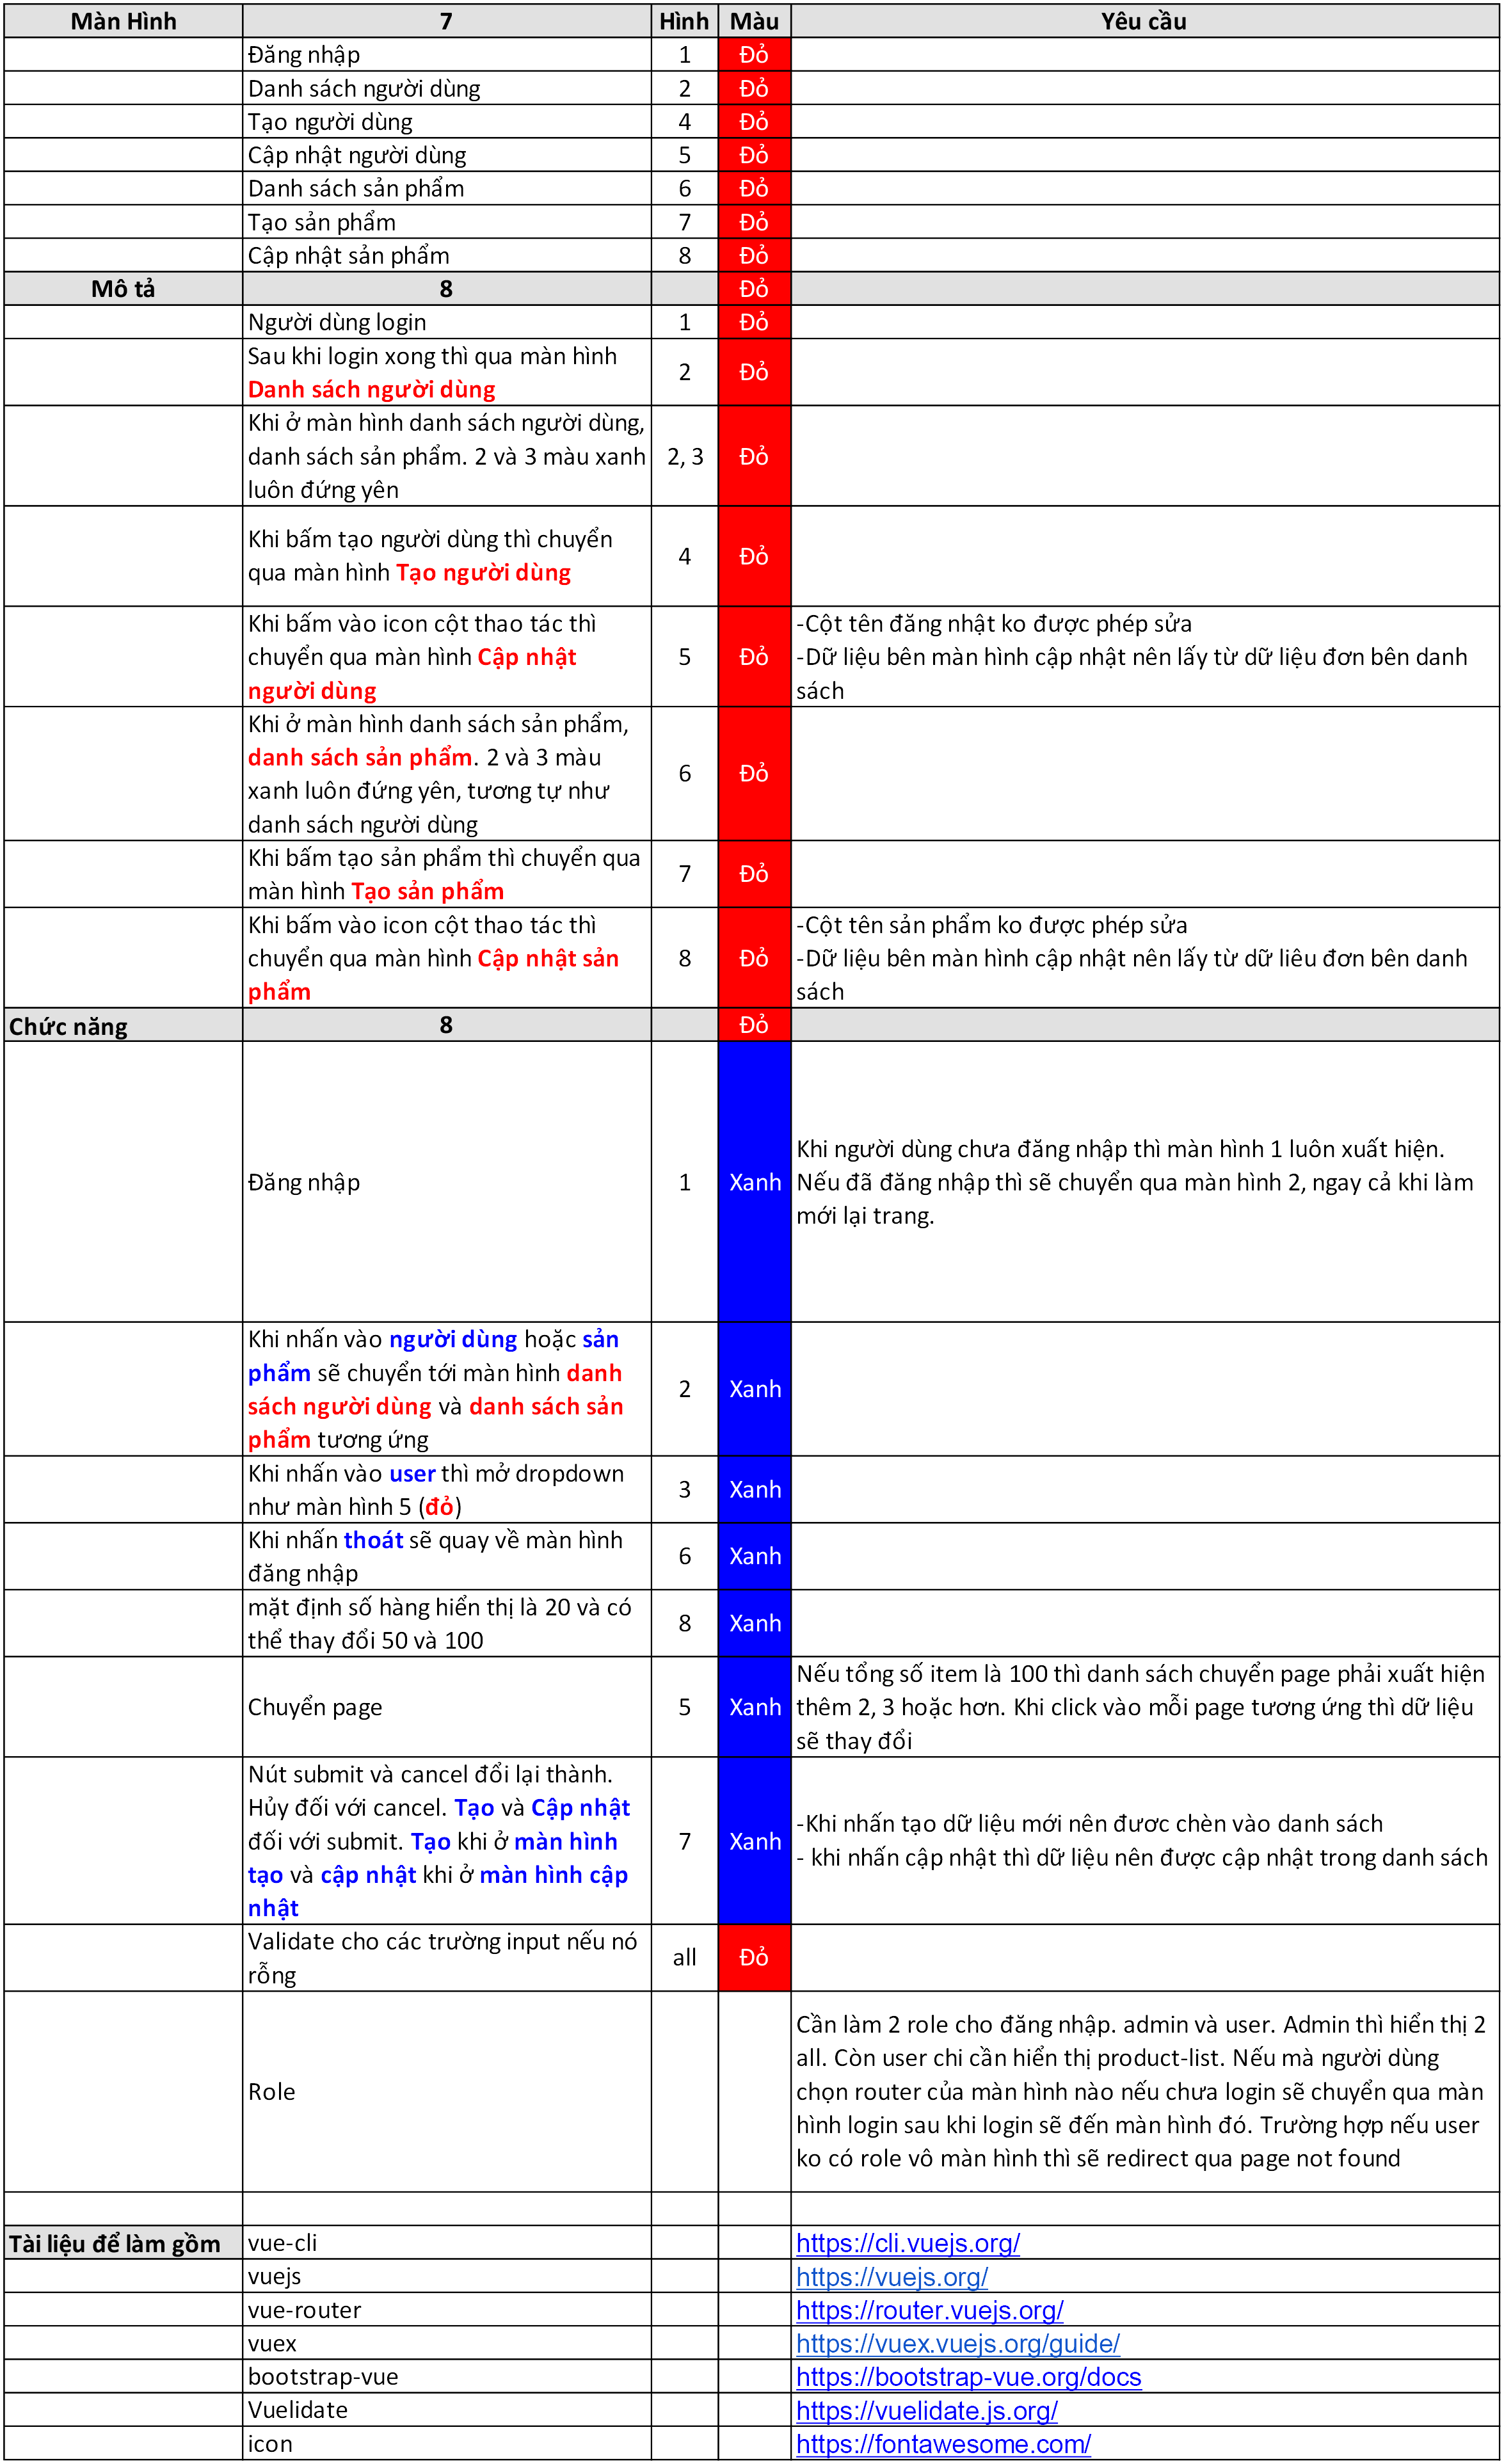 Màn Hình 7 Hình Màu Yêu cầu
Đăng nhập 1 Đỏ
Danh sách người dùng 2 Đỏ
Tạo người dùng 4 Đỏ
Cập nhật người dùng 5 Đỏ
Danh sách sản phẩm 6 Đỏ
Tạo sản phẩm 7 Đỏ
Cập nhật sản phẩm 8 Đỏ
Mô tả 8 Đỏ
Người dùng login 1 Đỏ
Sau khi login xong thì qua màn hình
Danh sách người dùng
2 Đỏ
Khi ở màn hình danh sách người dùng,
danh sách sản phẩm. 2 và 3 màu xanh
luôn đứng yên
2, 3 Đỏ
Khi bấm tạo người dùng thì chuyển
qua màn hình Tạo người dùng
4 Đỏ
Khi bấm vào icon cột thao tác thì
chuyển qua màn hình Cập nhật
người dùng
5 Đỏ
-Cột tên đăng nhật ko được phép sửa
-Dữ liệu bên màn hình cập nhật nên lấy từ dữ liệu đơn bên danh
sách
Khi ở màn hình danh sách sản phẩm,
danh sách sản phẩm. 2 và 3 màu
xanh luôn đứng yên, tương tự như
danh sách người dùng
6 Đỏ
Khi bấm tạo sản phẩm thì chuyển qua
màn hình Tạo sản phẩm
7 Đỏ
Khi bấm vào icon cột thao tác thì
chuyển qua màn hình Cập nhật sản
phẩm
8 Đỏ
-Cột tên sản phẩm ko được phép sửa
-Dữ liệu bên màn hình cập nhật nên lấy từ dữ liêu đơn bên danh
sách
Chức năng 8 Đỏ
Đăng nhập 1 Xanh
Khi người dùng chưa đăng nhập thì màn hình 1 luôn xuất hiện.
Nếu đã đăng nhập thì sẽ chuyển qua màn hình 2, ngay cả khi làm
mới lại trang.
Khi nhấn vào người dùng hoặc sản
phẩm sẽ chuyển tới màn hình danh
sách người dùng và danh sách sản
phẩm tương ứng
2 Xanh
Khi nhấn vào user thì mở dropdown
như màn hình 5 (đỏ)
3 Xanh
Khi nhấn thoát sẽ quay về màn hình
đăng nhập
6 Xanh
mặt định số hàng hiển thị là 20 và có
thể thay đổi 50 và 100
8 Xanh
Chuyển page 5 Xanh
Nếu tổng số item là 100 thì danh sách chuyển page phải xuất hiện
thêm 2, 3 hoặc hơn. Khi click vào mỗi page tương ứng thì dữ liệu
sẽ thay đổi
Nút submit và cancel đổi lại thành.
Hủy đối với cancel. Tạo và Cập nhật
đối với submit. Tạo khi ở màn hình
tạo và cập nhật khi ở màn hình cập
nhật
7 Xanh
-Khi nhấn tạo dữ liệu mới nên đươc chèn vào danh sách
- khi nhấn cập nhật thì dữ liệu nên được cập nhật trong danh sách
Validate cho các trường input nếu nó
rỗng
all Đỏ
Role
Cần làm 2 role cho đăng nhập. admin và user. Admin thì hiển thị 2
all. Còn user chi cần hiển thị product-list. Nếu mà người dùng
chọn router của màn hình nào nếu chưa login sẽ chuyển qua màn
hình login sau khi login sẽ đến màn hình đó. Trường hợp nếu user
ko có role vô màn hình thì sẽ redirect qua page not found
Tài liệu để làm gồm vue-cli https://cli.vuejs.org/
vuejs https://vuejs.org/
vue-router https://router.vuejs.org/
vuex https://vuex.vuejs.org/guide/
bootstrap-vue https://bootstrap-vue.org/docs
Vuelidate https://vuelidate.js.org/
icon https://fontawesome.com/